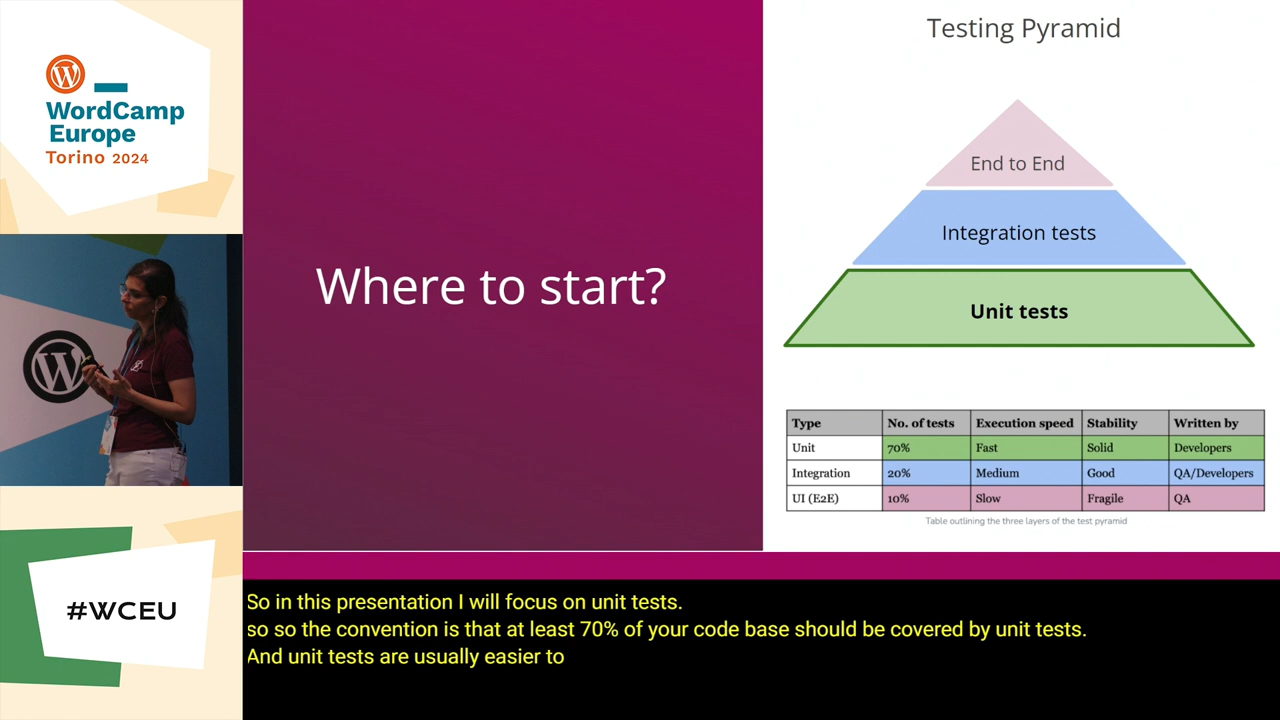 WordCamp
Europe
Torino 2024
#WCEU
Where to start?
Testing Pyramid
End to End
Integration tests
Unit tests
Type No. of tests Execution speed Stability Written by
Unit 70% Fast Solid Developers
Integration 20% Medium Good QA/Developers
UI (E2E) 10% Slow Fragile QA
Table outlining the three layers of the test pyramid
So in this presentation I will focus on unit tests.
so so the convention is that at least 70% of your code base should be covered by unit tests.
And unit tests are usually easier to